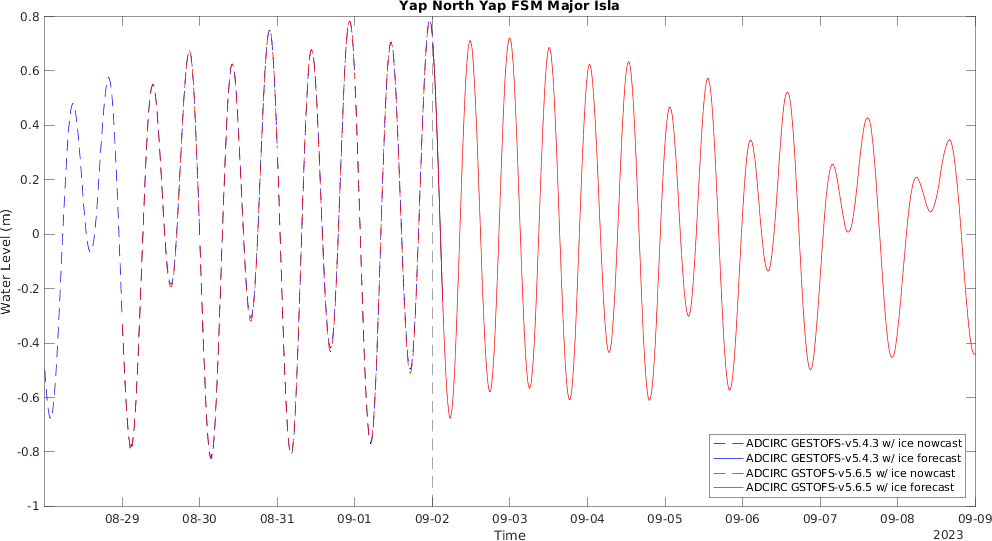 Yap North Yap FSM Major Isla
0.8
0.6
0.4
0.2
0
-0.2
-0.4
-0.6
-0.8
-1
Water Level (m)
ADCIRC GESTOFS-v5.4.3 w/ ice nowcast
ADCIRC GESTOFS-v5.4.3 w/ ice forecast
ADCIRC GSTOFS-v5.6.5 w/ ice nowcast
ADCIRC GSTOFS-v5.6.5 w/ ice forecast
08-29 08-30 08-31 09-01 09-02 09-03 09-04 09-05 09-06 09-07 09-08 09-09
Time
2023